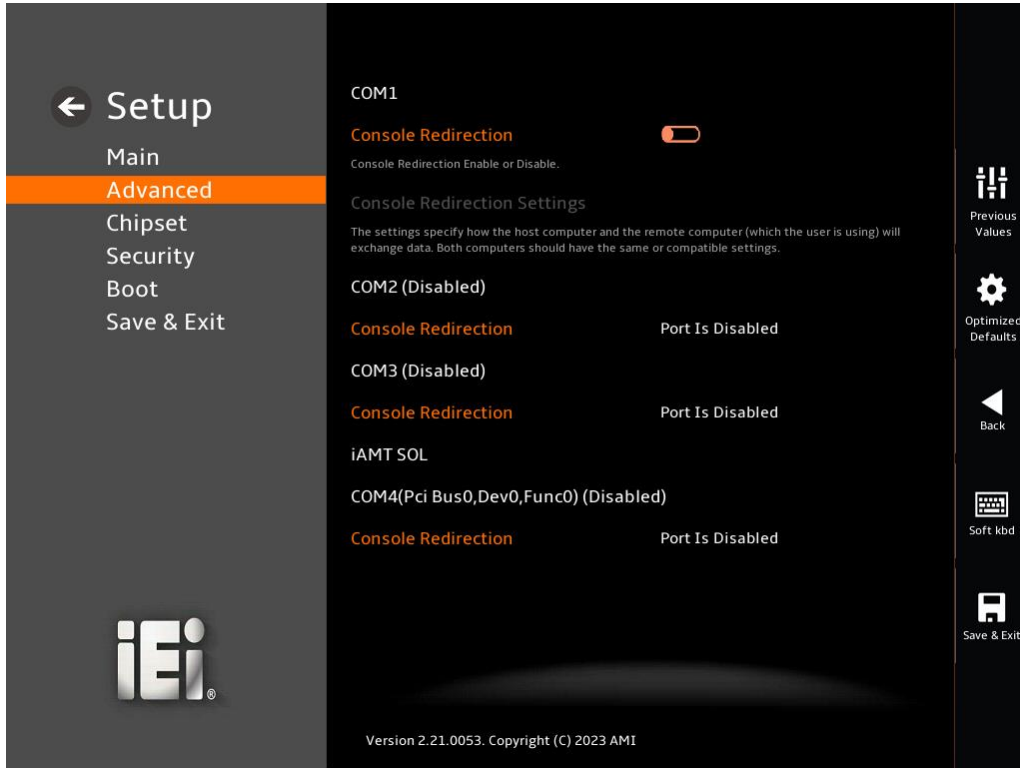 Setup
Main
Advanced
Chipset
Security
Boot
Save & Exit
iEi®
COM1
Console Redirection
Console Redirection Enable or Disable.
Console Redirection Settings
The settings specify how the host computer and the remote computer (which the user is using) will
exchange data. Both computers should have the same or compatible settings.
COM2 (Disabled)
Console Redirection Port Is Disabled
COM3 (Disabled)
Console Redirection Port Is Disabled
iAMT SOL
COM4(Pci Bus0,Dev0,Func0) (Disabled)
Console Redirection Port Is Disabled
Version 2.21.0053. Copyright (C) 2023 AMI
Previous
Values
Optimized
Defaults
Back
Soft kbd
Save & Exit